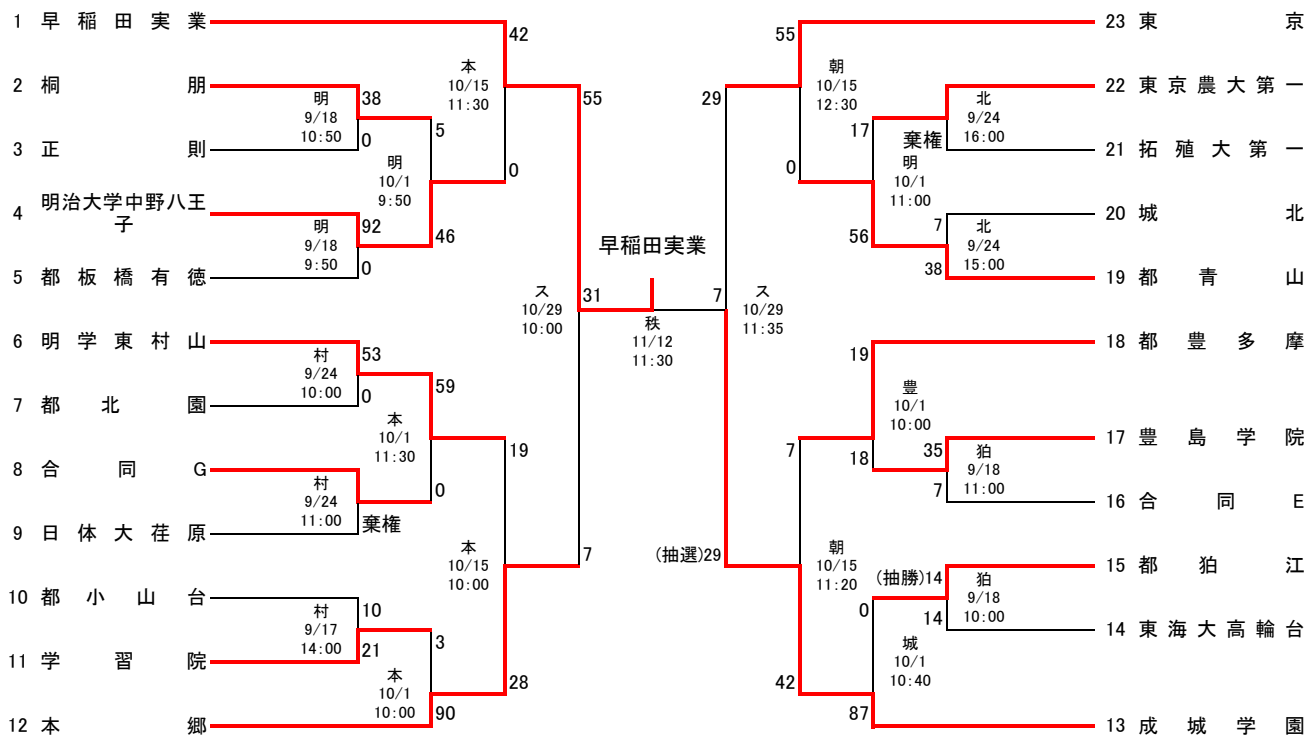 1 早稲田実業
2 桐朋
3 正則
4 明治大学中野八王
子
5 都板橋有徳
6 明学東村山
7 都北園
8 合同G
9 日体大荏原
10 都小山台
11 学習院
12 本郷
明
9/18
10:50
38
0
明
9/18
9:50
92
0
村
9/24
10:00
53
0
村
9/24
11:00
棄権
村
9/17
14:00
10
21
明
10/1
9:50
5
46
本
10/1
11:30
59
0
本
10/1
10:00
3
90
本
10/15
11:30
42
0
本
10/15
10:00
19
28
ス
10/29
10:00
55
7
早稲田実業
31
7
秩
11/12
11:30
ス
10/29
11:35
29
(抽選)29
朝
10/15
12:30
55
0
朝
10/15
11:20
7
42
17
棄権
明
10/1
11:00
56
豊
10/1
10:00
19
18
城
10/1
10:40
0
87
北
9/24
16:00
北
9/24
15:00
7
38
狛
9/18
11:00
35
7
狛
9/18
10:00
(抽勝)14
14
23 東京
22 東京農大第一
21 拓殖大第一
20 城北
19 都青山
18 都豊多摩
17 豊島学院
16 合同E
15 都狛江
14 東海大高輪台
13 成城学園